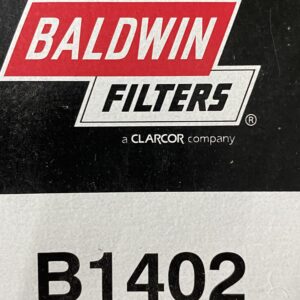 BALDWIN
FILTERS®
a CLARCOR company
B1402